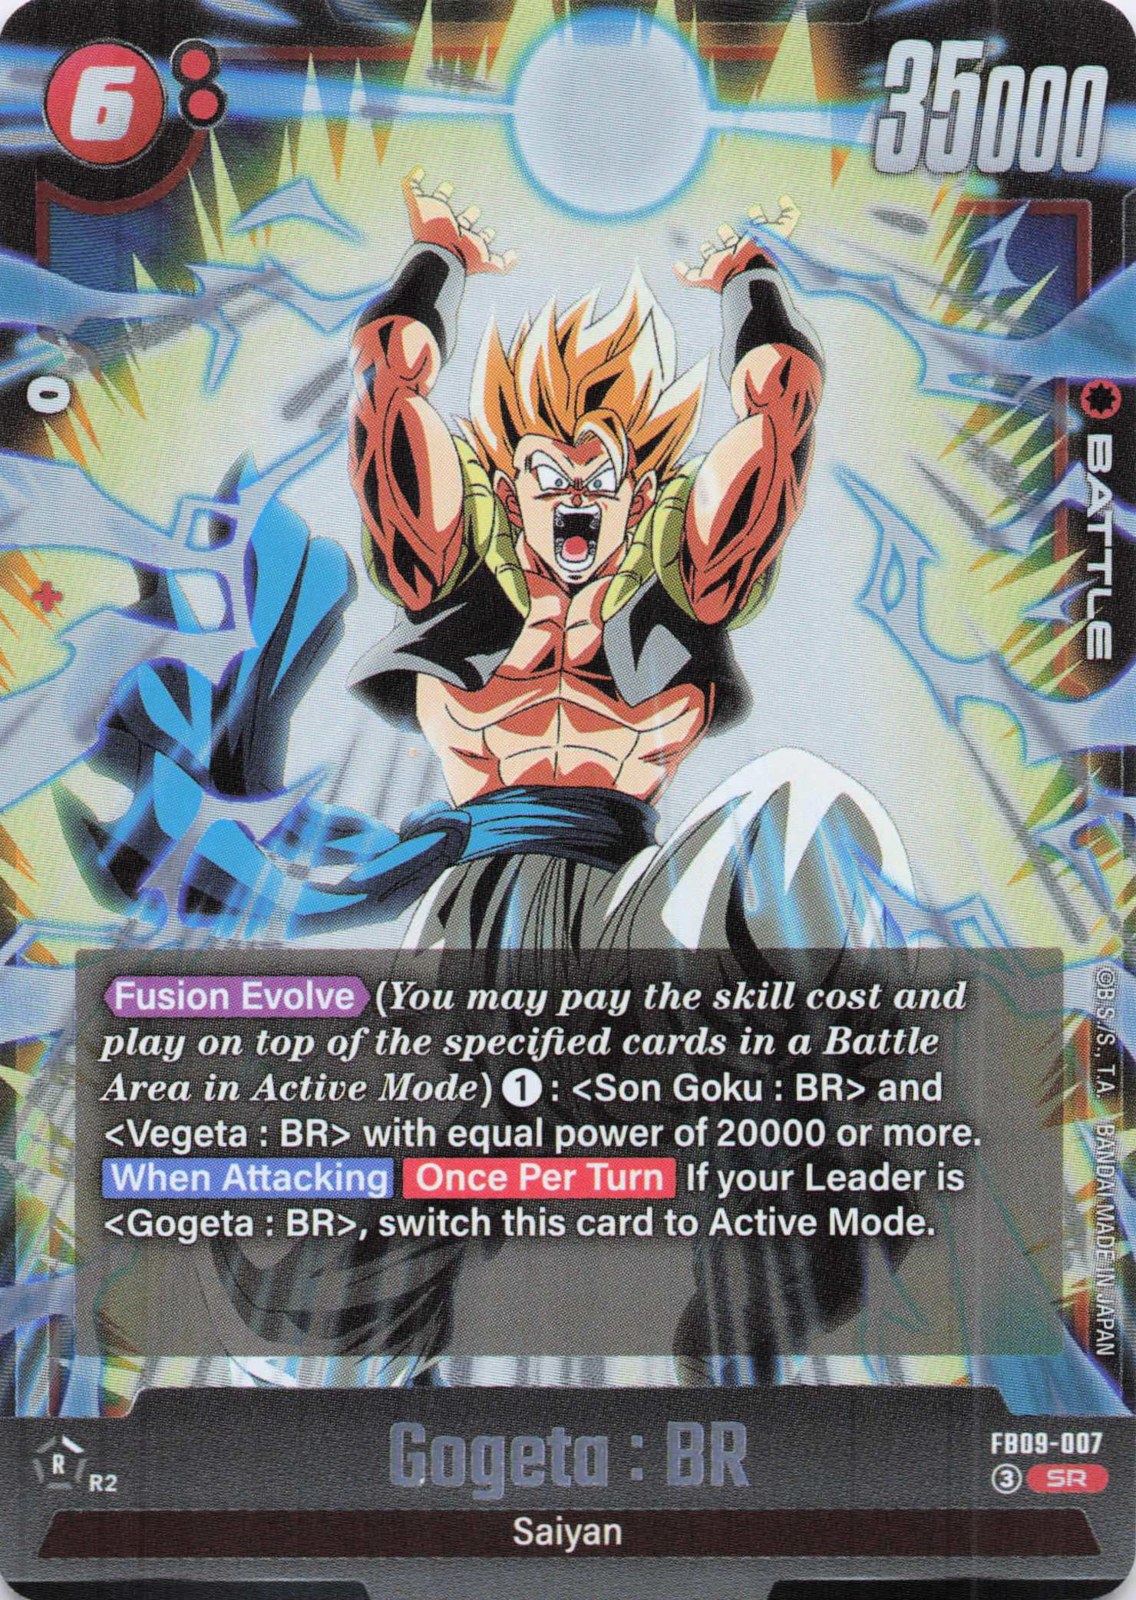 6
35000
0
+
BATTLE
Fusion Evolve (You may pay the skill cost and
play on top of the specified cards in a Battle
Area in Active Mode) 1 : <Son Goku : BR> and
<Vegeta : BR> with equal power of 20000 or more.
When Attacking Once Per Turn If your Leader is
<Gogeta : BR>, switch this card to Active Mode.
©B.S./S., T.A. BANDAI MADE IN JAPAN
Gogeta : BR
FB09-007
R
R2
3 SR
Saiyan